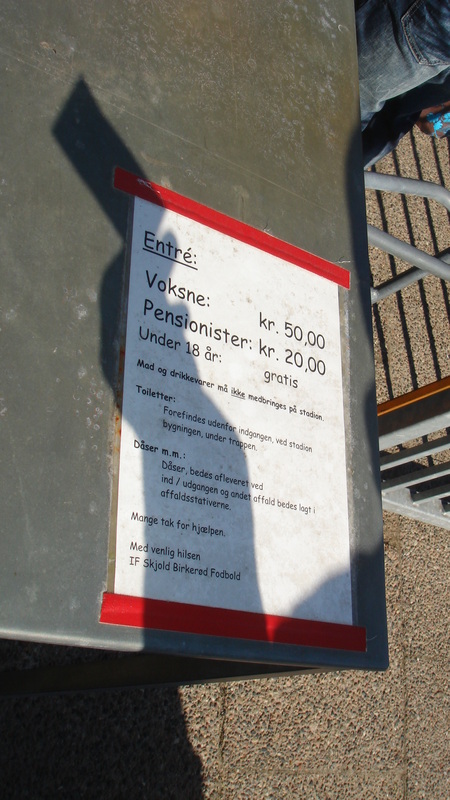 Entré:
Voksne: kr. 50,00
Pensionister: kr. 20,00
Under 18 år: gratis
Mad og drikkevarer må ikke medbringes på stadion.
Toiletter:
Forefindes udenfor indgangen, ved stadion
bygningen, under trappen.
Dåser m.m.:
Dåser, bedes afleveret ved
ind / udgangen og andet affald bedes lagt i
affaldsstativerne.
Mange tak for hjælpen.
Med venlig hilsen
IF Skjold Birkerød Fodbold